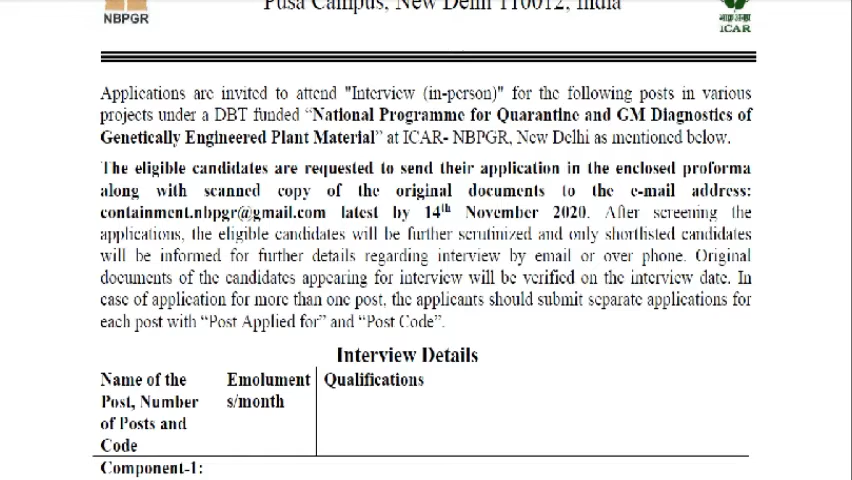 Pusa Campus, New Delhi 110012, India
NBPGR
ICAR
Applications are invited to attend "Interview (in-person)" for the following posts in various
projects under a DBT funded “National Programme for Quarantine and GM Diagnostics of
Genetically Engineered Plant Material” at ICAR- NBPGR, New Delhi as mentioned below.
The eligible candidates are requested to send their application in the enclosed proforma
along with scanned copy of the original documents to the e-mail address:
containment.nbpgr@gmail.com latest by 14th November 2020. After screening the
applications, the eligible candidates will be further scrutinized and only shortlisted candidates
will be informed for further details regarding interview by email or over phone. Original
documents of the candidates appearing for interview will be verified on the interview date. In
case of application for more than one post, the applicants should submit separate applications for
each post with “Post Applied for” and “Post Code”.
Interview Details
Name of the Emolument Qualifications
Post, Number s/month
of Posts and
Code
Component-1: